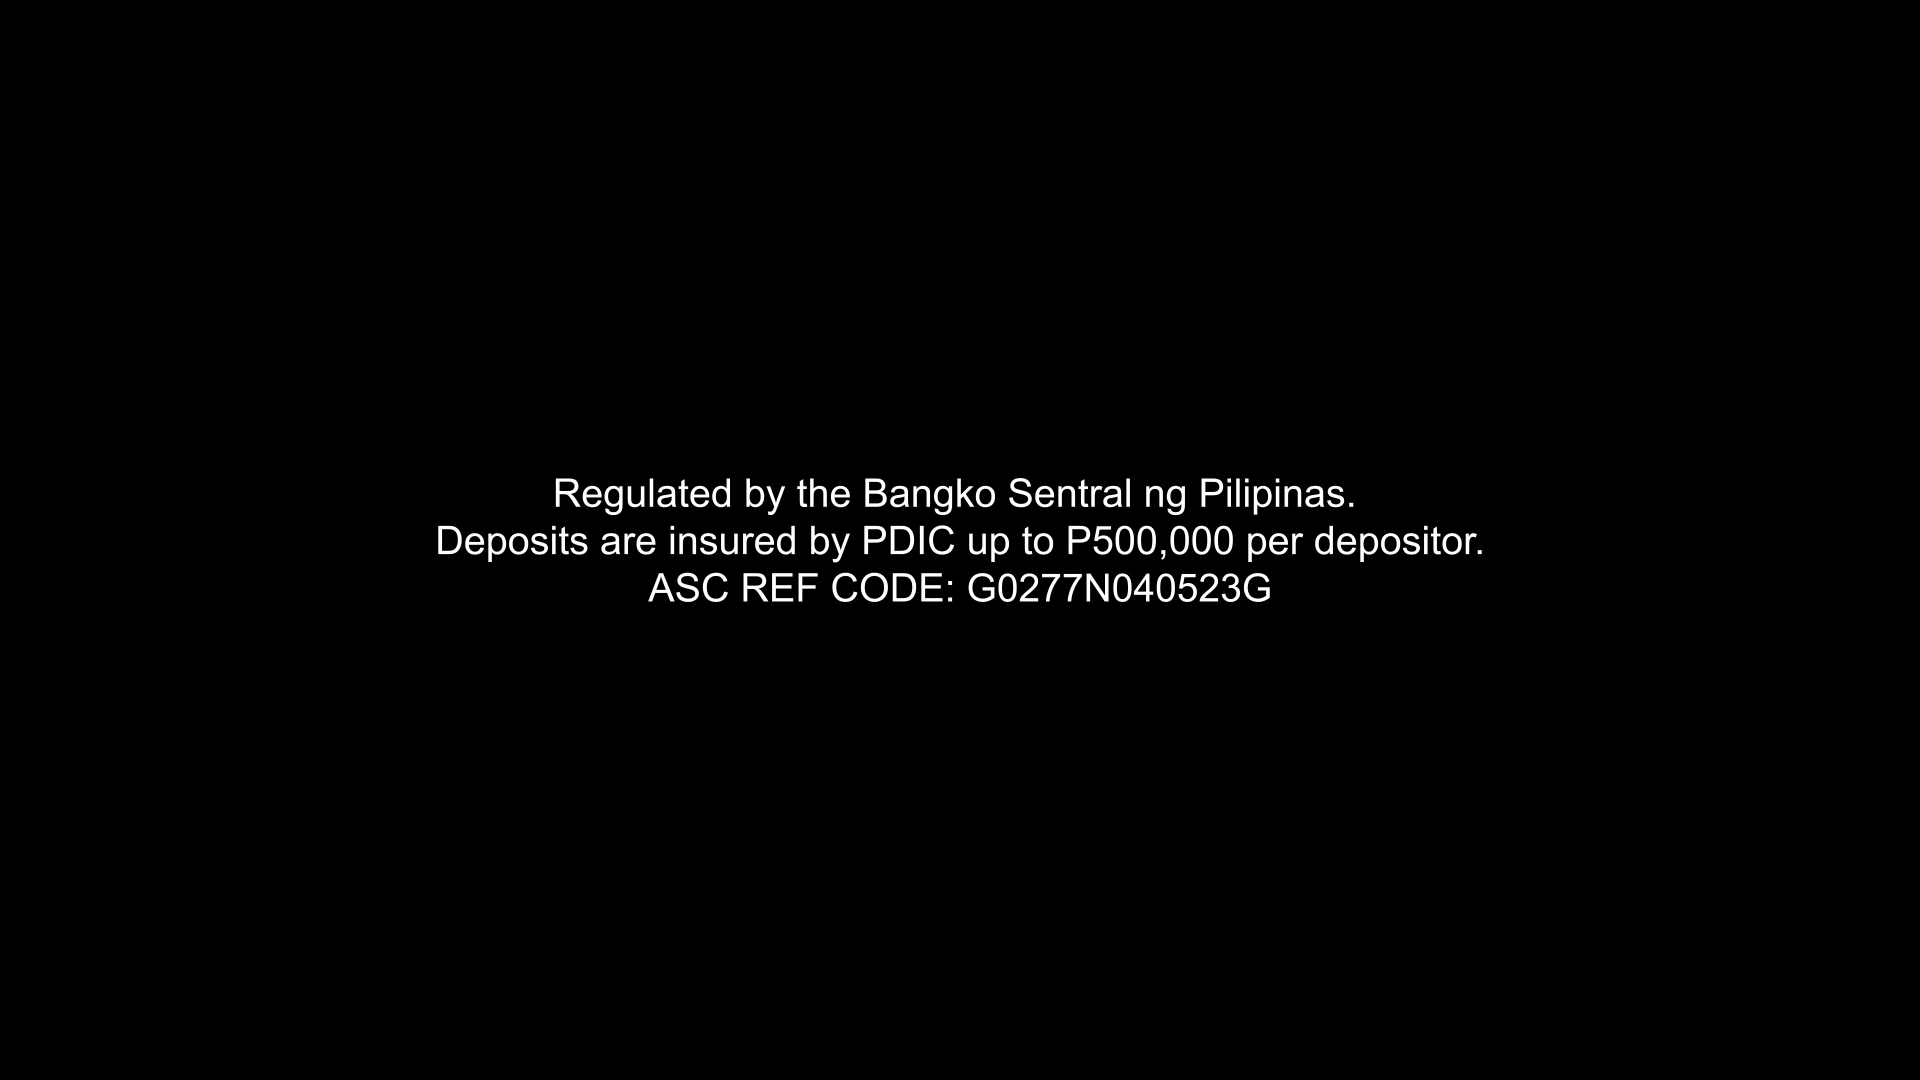 Regulated by the Bangko Sentral ng Pilipinas.
Deposits are insured by PDIC up to P500,000 per depositor.
ASC REF CODE: G0277N040523G